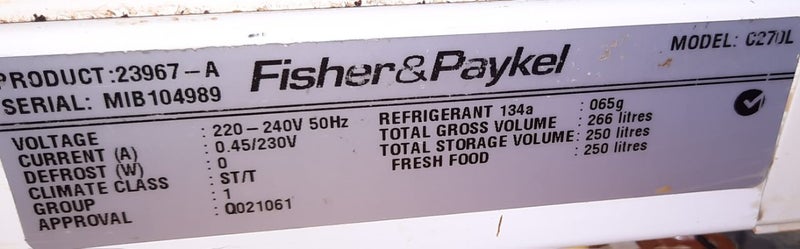 PRODUCT:23967-A
SERIAL: MIB104989
Fisher&Paykel
MODEL: C270L
VOLTAGE : 220-240V 50Hz
CURRENT (A) : 0.45/230V
DEFROST (W) : 0
CLIMATE CLASS : ST/T
GROUP : 1
APPROVAL : Q021061
REFRIGERANT 134a : 065g
TOTAL GROSS VOLUME : 266 litres
TOTAL STORAGE VOLUME : 250 litres
FRESH FOOD : 250 litres